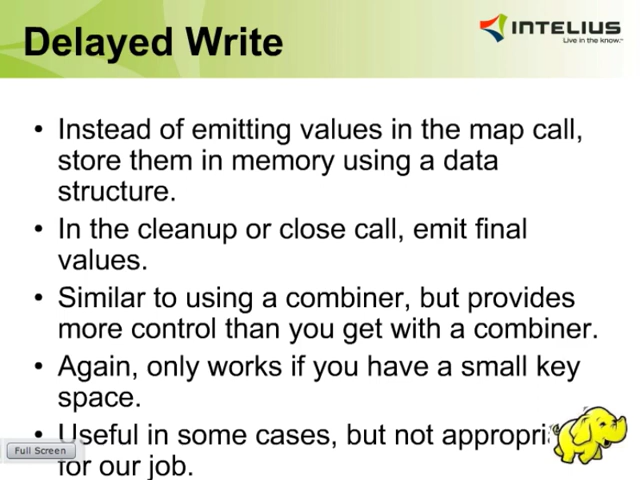 Delayed Write
INTELIUS
Live in the know.™
• Instead of emitting values in the map call,
store them in memory using a data
structure.
• In the cleanup or close call, emit final
values.
• Similar to using a combiner, but provides
more control than you get with a combiner.
• Again, only works if you have a small key
space.
• Useful in some cases, but not
for our job.
Full Screen